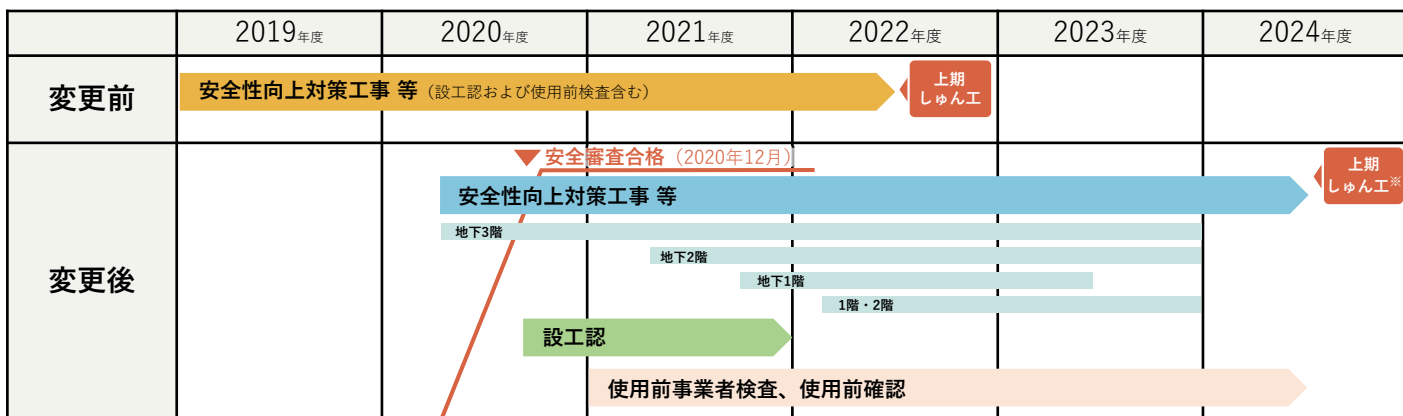 2019年度 2020年度 2021年度 2022年度 2023年度 2024年度
変更前
安全性向上対策工事 等（設工認および使用前検査含む）
上期
しゅん工
変更後
▼安全審査合格（2020年12月）
安全性向上対策工事 等
上期
しゅん工※
地下3階
地下2階
地下1階
1階・2階
設工認
使用前事業者検査、使用前確認